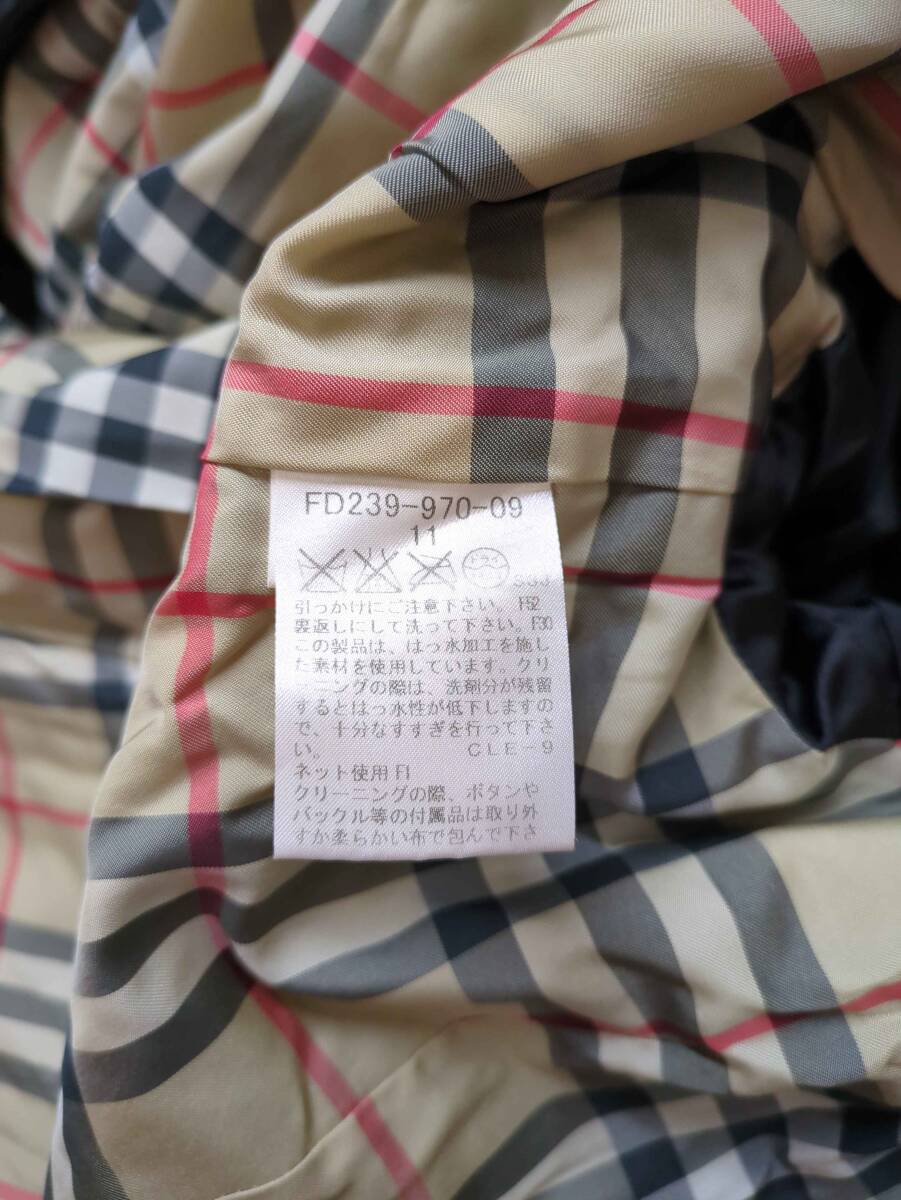 FD239-970-09
11
引っかけにご注意下さい。 F52
裏返しにして洗って下さい。F30
この製品は、はっ水加工を施し
た素材を使用しています。クリ
ーニングの際は、洗剤分が残留
するとはっ水性が低下しますの
で、十分なすすぎを行って下さ
い。 CLE-9
ネット使用 F1
クリーニングの際、ボタンや
バックル等の付属品は取り外
すか柔らかい布で包んで下さ